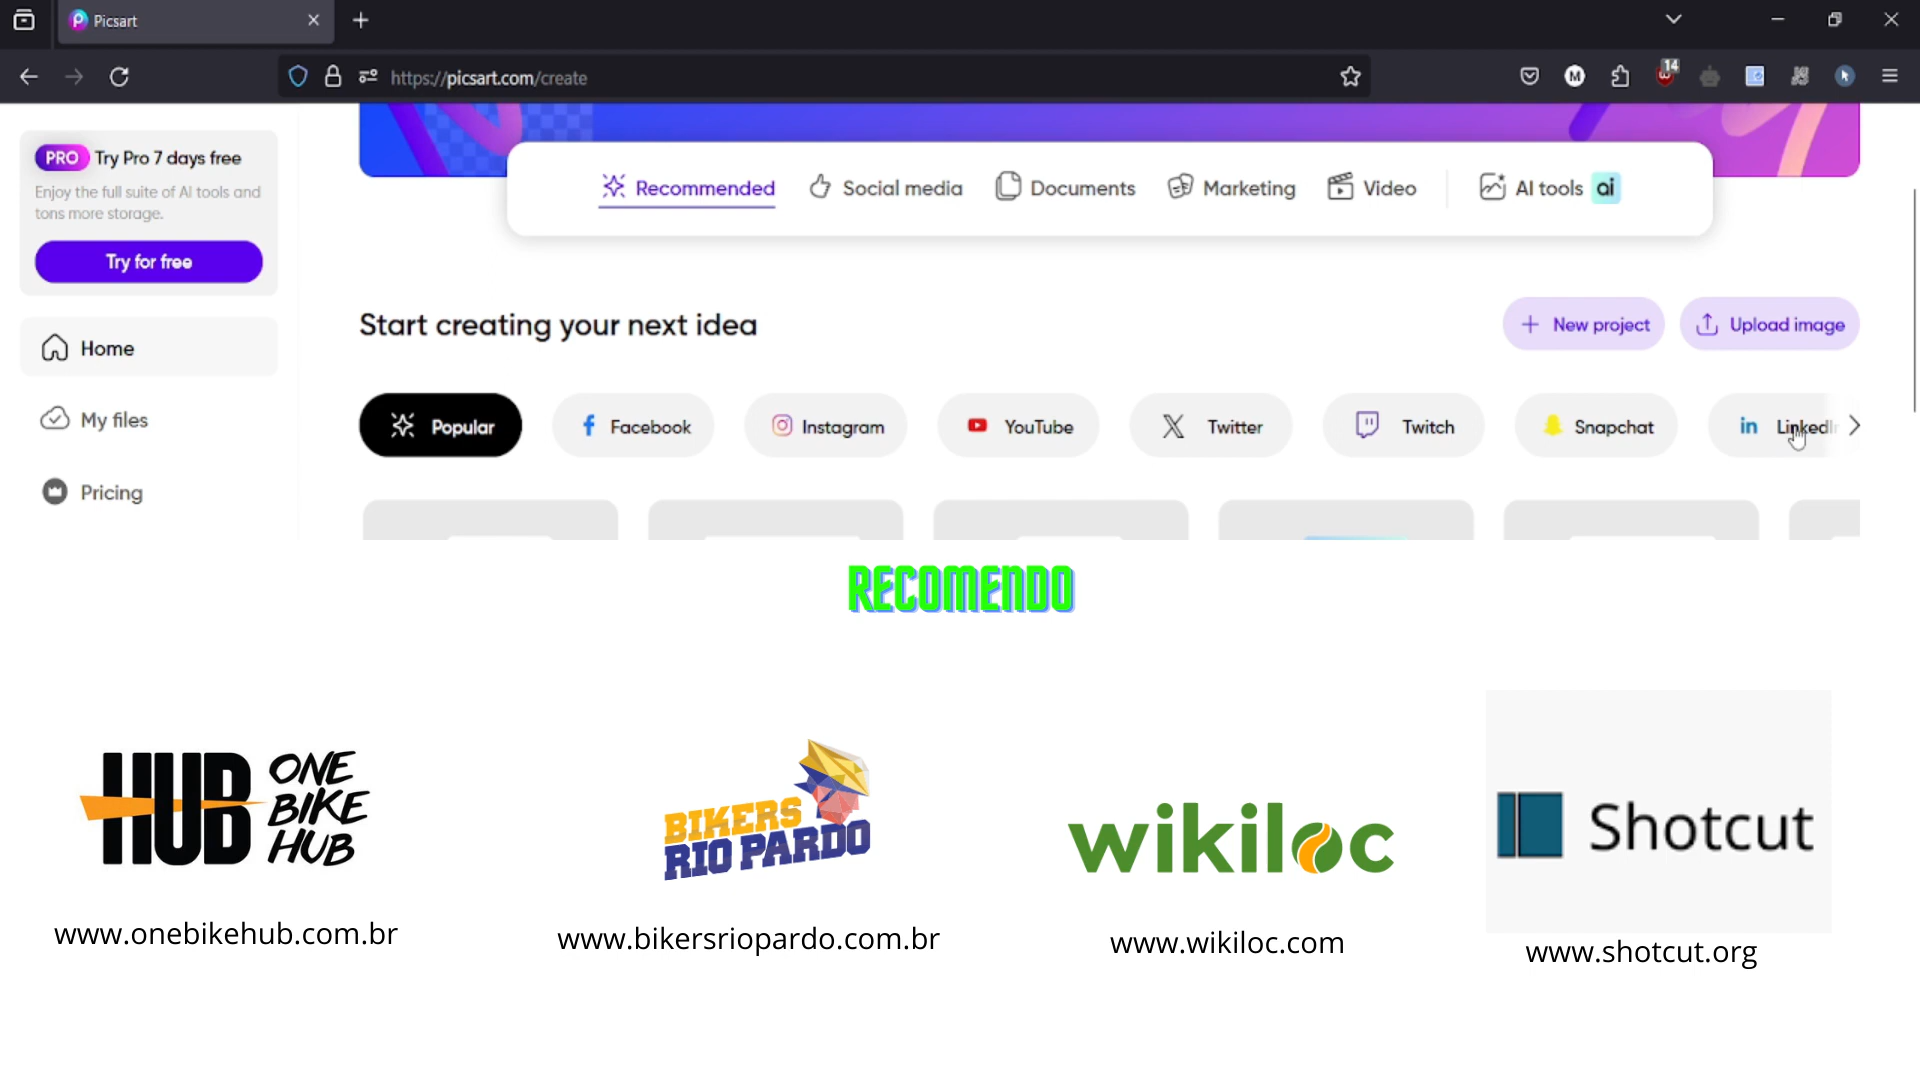 Picsart
https://picsart.com/create
14
PRO Try Pro 7 days free
Enjoy the full suite of AI tools and
tons more storage.
Try for free
Home
My files
Pricing
Recommended Social media Documents Marketing Video AI tools ai
Start creating your next idea
New project Upload image
Popular Facebook Instagram YouTube Twitter Twitch Snapchat LinkedIn
RECOMENDO
HUB ONE BIKE HUB
www.onebikehub.com.br
BIKERS
RIO PARDO
www.bikersriopardo.com.br
wikiloc
www.wikiloc.com
Shotcut
www.shotcut.org